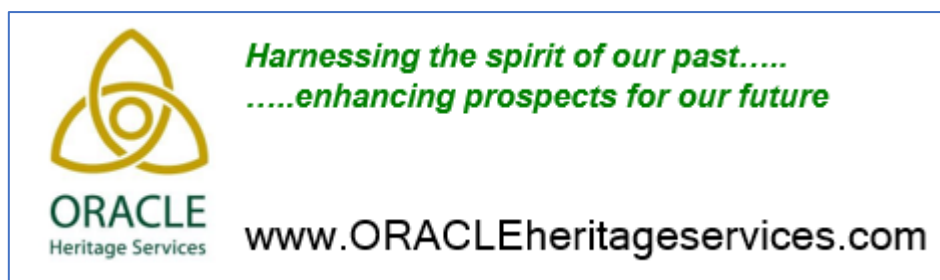 Harnessing the spirit of our past.....
.....enhancing prospects for our future
ORACLE
Heritage Services
www.ORACLEheritageservices.com